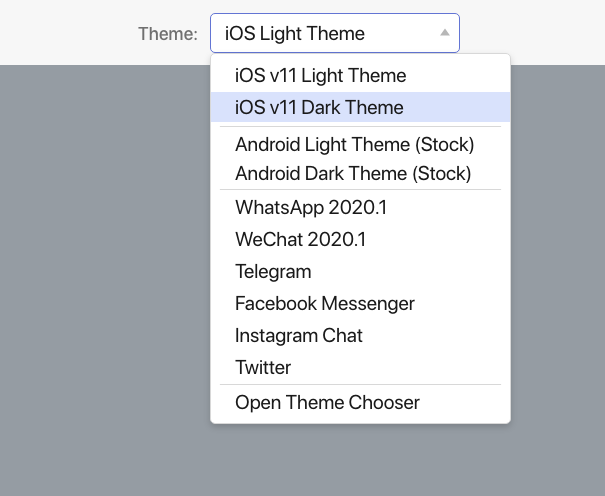 Theme: iOS Light Theme
iOS v11 Light Theme
iOS v11 Dark Theme
Android Light Theme (Stock)
Android Dark Theme (Stock)
WhatsApp 2020.1
WeChat 2020.1
Telegram
Facebook Messenger
Instagram Chat
Twitter
Open Theme Chooser